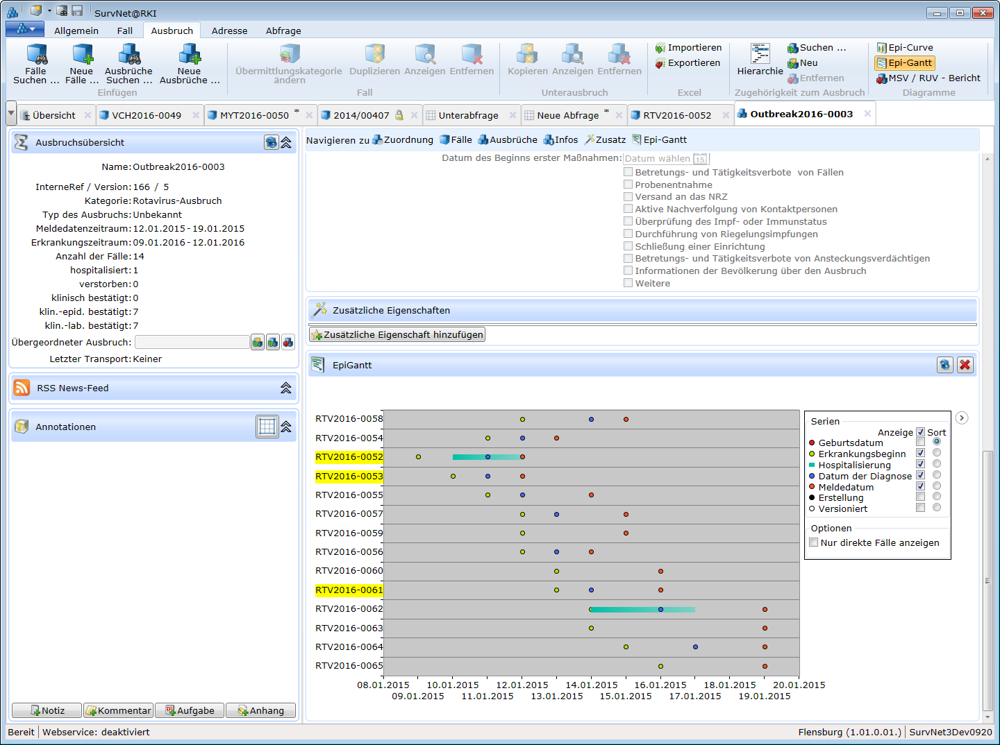 SurvNet@RKI
Allgemein Fall Ausbruch Adresse Abfrage
Fälle Suchen ...
Neue Fälle ...
Ausbrüche Suchen ...
Neue Ausbrüche ...
Einfügen
Übermittlungskategorie ändern
Duplizieren
Anzeigen
Entfernen
Fall
Kopieren
Anzeigen
Entfernen
Unterausbruch
Importieren
Exportieren
Excel
Hierarchie
Suchen ...
Neu
Entfernen
Zugehörigkeit zum Ausbruch
Epi-Curve
Epi-Gantt
MSV / RUV - Bericht
Diagramme
Übersicht VCH2016-0049 MYT2016-0050 * 2014/00407 Unterabfrage Neue Abfrage * RTV2016-0052 Outbreak2016-0003
Ausbruchsübersicht
Name: Outbreak2016-0003
InterneRef / Version: 166 / 5
Kategorie: Rotavirus-Ausbruch
Typ des Ausbruchs: Unbekannt
Meldedatenzeitraum: 12.01.2015 - 19.01.2015
Erkrankungszeitraum: 09.01.2016 - 12.01.2016
Anzahl der Fälle: 14
hospitalisiert: 1
verstorben: 0
klinisch bestätigt: 0
klin.-epid. bestätigt: 7
klin.-lab. bestätigt: 7
Übergeordneter Ausbruch:
Letzter Transport: Keiner
RSS News-Feed
Annotationen
Notiz Kommentar Aufgabe Anhang
Navigieren zu Zuordnung Fälle Ausbrüche Infos Zusatz Epi-Gantt
Datum des Beginns erster Maßnahmen: Datum wählen 15
Betretungs- und Tätigkeitsverbote von Fällen
Probenentnahme
Versand an das NRZ
Aktive Nachverfolgung von Kontaktpersonen
Überprüfung des Impf- oder Immunstatus
Durchführung von Riegelungsimpfungen
Schließung einer Einrichtung
Betretungs- und Tätigkeitsverbote von Ansteckungsverdächtigen
Informationen der Bevölkerung über den Ausbruch
Weitere
Zusätzliche Eigenschaften
Zusätzliche Eigenschaft hinzufügen
EpiGantt
RTV2016-0058
RTV2016-0054
RTV2016-0052
RTV2016-0053
RTV2016-0055
RTV2016-0057
RTV2016-0059
RTV2016-0056
RTV2016-0060
RTV2016-0061
RTV2016-0062
RTV2016-0063
RTV2016-0064
RTV2016-0065
08.01.2015 10.01.2015 12.01.2015 14.01.2015 16.01.2015 18.01.2015 20.01.2015
09.01.2015 11.01.2015 13.01.2015 15.01.2015 17.01.2015 19.01.2015
Serien
Anzeige Sort
Geburtsdatum
Erkrankungsbeginn
Hospitalisierung
Datum der Diagnose
Meldedatum
Erstellung
Versioniert
Optionen
Nur direkte Fälle anzeigen
Bereit Webservice: deaktiviert Flensburg (1.01.0.01.) SurvNet3Dev0920